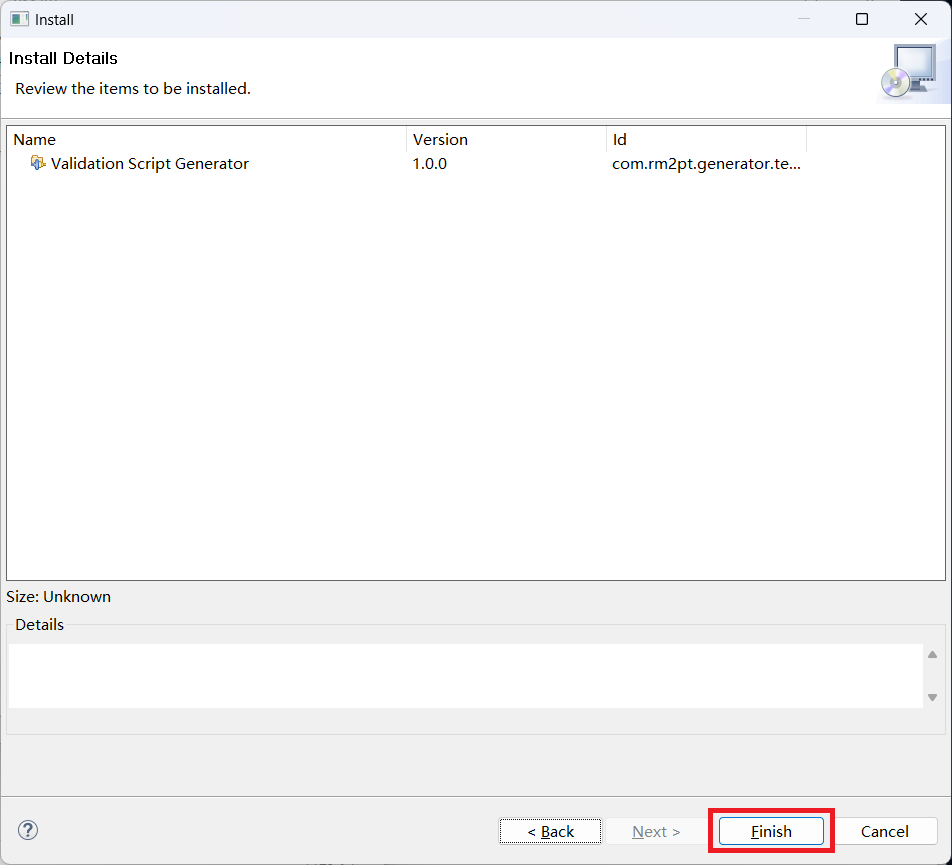 Install
Install Details
Review the items to be installed.
Name Version Id
Validation Script Generator 1.0.0 com.rm2pt.generator.te...
Size: Unknown
Details
? < Back Next > Finish Cancel